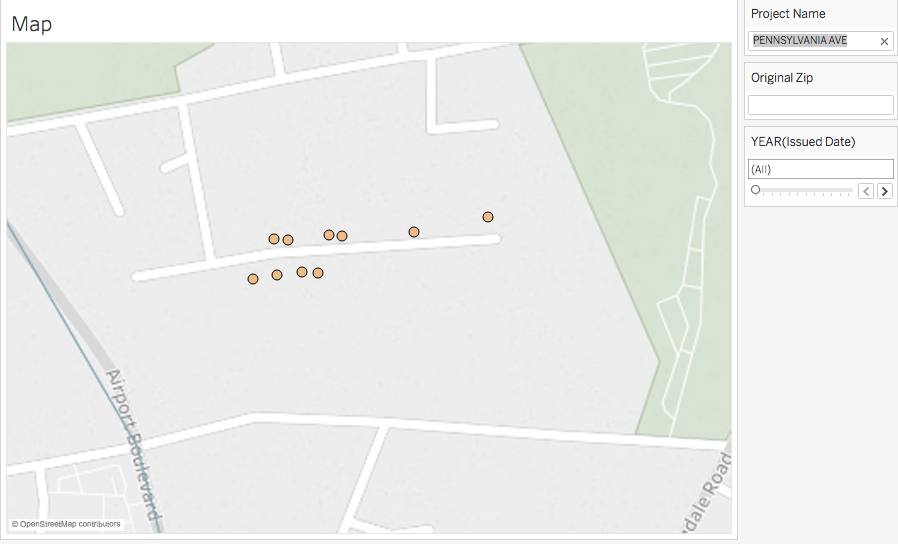 Map
Project Name
PENNSYLVANIA AVE
Original Zip
YEAR(Issued Date)
(All)
Airport Boulevard
dale Road
© OpenStreetMap contributors